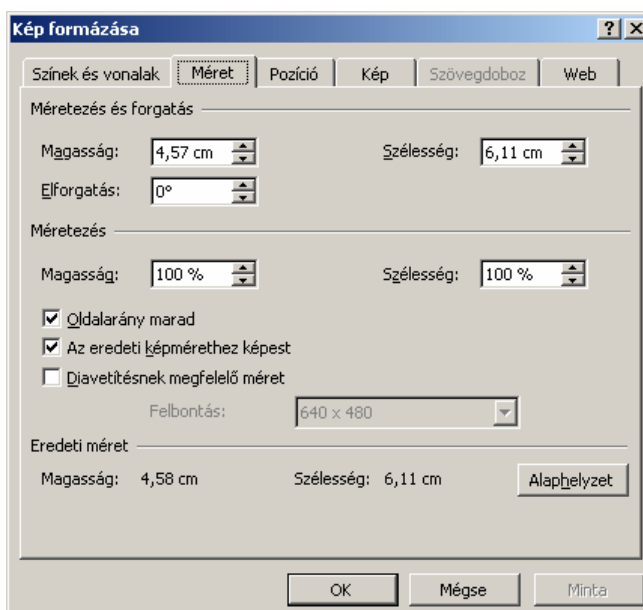 Kép formázása
Színek és vonalak Méret Pozíció Kép Szövegdoboz Web
Méretezés és forgatás
Magasság: 4,57 cm Szélesség: 6,11 cm
Elforgatás: 0°
Méretezés
Magasság: 100 % Szélesség: 100 %
Oldalarány marad
Az eredeti képmérethez képest
Diavetítésnek megfelelő méret
Felbontás: 640 x 480
Eredeti méret
Magasság: 4,58 cm Szélesség: 6,11 cm Alaphelyzet
OK Mégse Minta